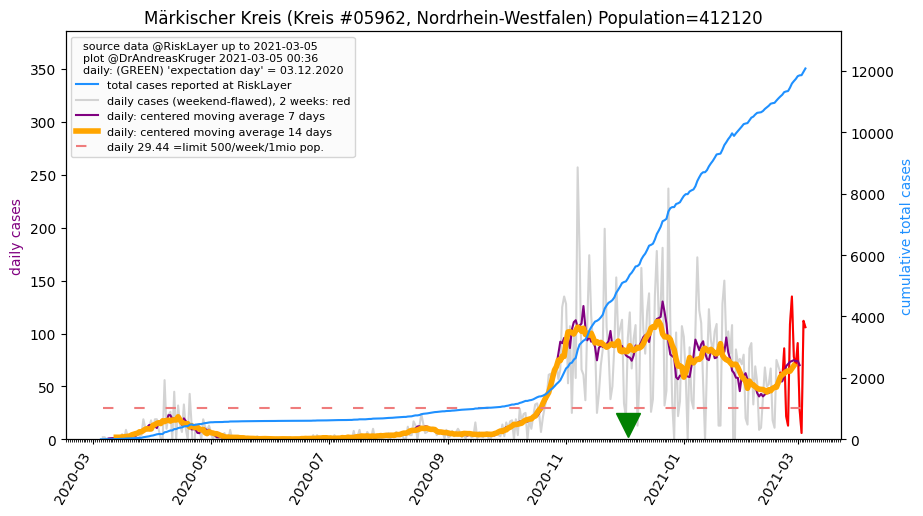 Märkischer Kreis (Kreis #05962, Nordrhein-Westfalen) Population=412120
source data @RiskLayer up to 2021-03-05
plot @DrAndreasKruger 2021-03-05 00:36
daily: (GREEN) 'expectation day' = 03.12.2020
total cases reported at RiskLayer
daily cases (weekend-flawed), 2 weeks: red
daily: centered moving average 7 days
daily: centered moving average 14 days
daily 29.44 =limit 500/week/1mio pop.
daily cases
350
300
250
200
150
100
50
0
12000
10000
8000
6000
4000
2000
0
cumulative total cases
2020-03
2020-05
2020-07
2020-09
2020-11
2021-01
2021-03